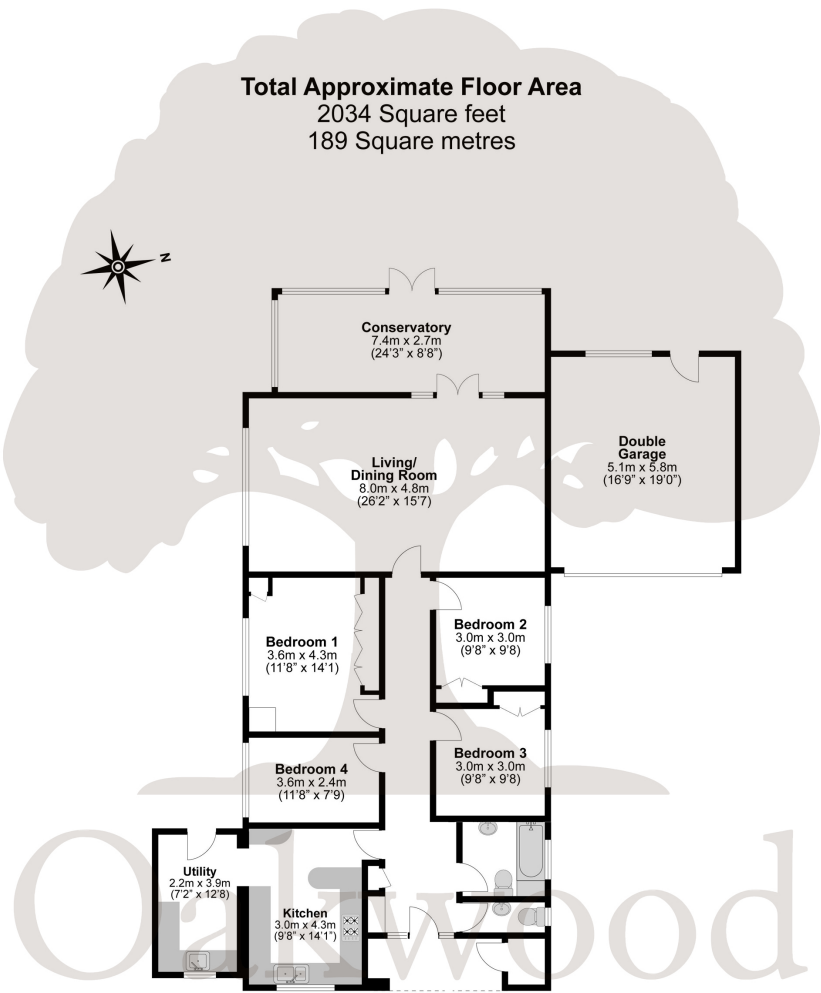 Total Approximate Floor Area
2034 Square feet
189 Square metres
N
Conservatory
7.4m x 2.7m
(24'3" x 8'8")
Double
Garage
5.1m x 5.8m
(16'9" x 19'0")
Living/
Dining Room
8.0m x 4.8m
(26'2" x 15'7)
Bedroom 1
3.6m x 4.3m
(11'8" x 14'1)
Bedroom 2
3.0m x 3.0m
(9'8" x 9'8)
Bedroom 3
3.0m x 3.0m
(9'8" x 9'8)
Bedroom 4
3.6m x 2.4m
(11'8" x 7'9)
Utility
2.2m x 3.9m
(7'2" x 12'8)
Kitchen
3.0m x 4.3m
(9'8" x 14'1")
Oakwood